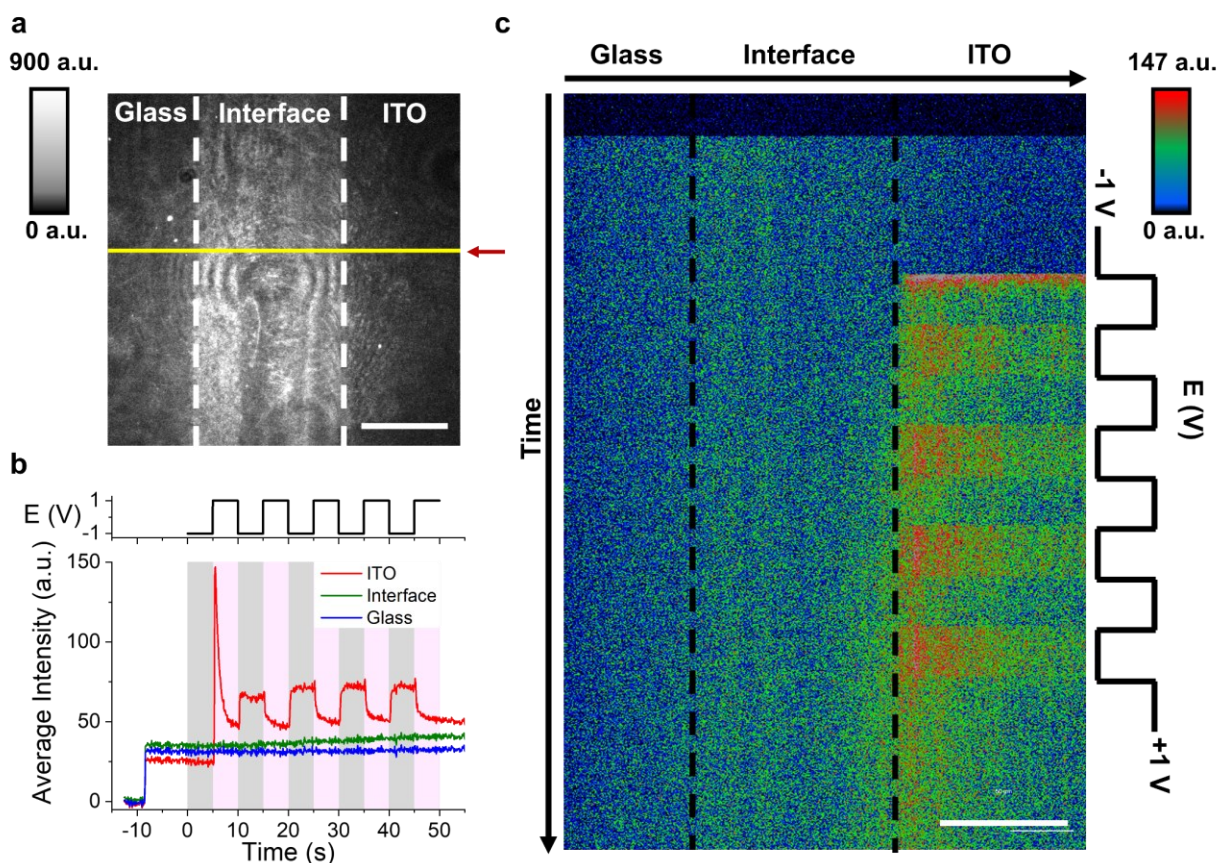 a
900 a.u.
0 a.u.
Glass
Interface
ITO
b
E (V)
1
-1
Average Intensity (a.u.)
150
100
50
0
ITO
Interface
Glass
-10 0 10 20 30 40 50
Time (s)
c
Glass
Interface
ITO
Time
147 a.u.
0 a.u.
-1 V
E (V)
+1 V